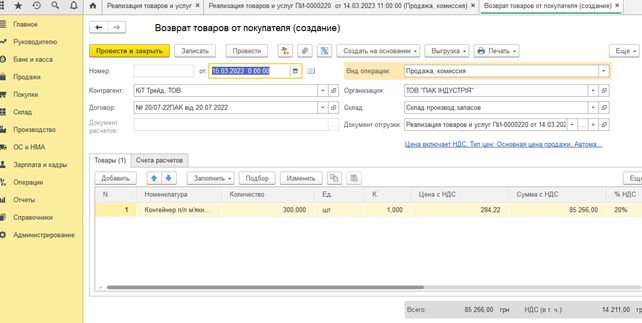 Реализация товаров и услуг × Реализация товаров и услуг ПИ-0000220 от 14.03.2023 11:00:00 (Продажа, комиссия) × Возврат товаров от покупателя (создание) ×
Главное
Руководителю
Банк и касса
Продажи
Покупки
Склад
Производство
ОС и НМА
Зарплата и кадры
Операции
Отчеты
Справочники
Администрирование
Возврат товаров от покупателя (создание)
Провести и закрыть Записать Провести Создать на основании Выгрузка Печать Еще
Номер: от: 15.03.2023 0:00:00 Вид операции: Продажа, комиссия
Контрагент: КіТ Трейд, ТОВ Организация: ТОВ "ПАК ІНДУСТРІЯ"
Договор: № 20/07-22ПАК від 20.07.2022 Склад: Склад производ запасов
Документ расчетов: Документ отгрузки: Реализация товаров и услуг ПИ-0000220 от 14.03.202
Цена включает НДС, Тип цен: Основная цена продажи, Автома...
Товары (1) Счета расчетов
Добавить Заполнить Подбор Изменить Еще
N Номенклатура Количество Ед. К. Цена с НДС Сумма с НДС % НДС
1 Контейнер п/п м'яки... 300,000 шт 1,000 284,22 85 266,00 20%
Всего: 85 266,00 грн НДС (в т. ч.): 14 211,00 гр